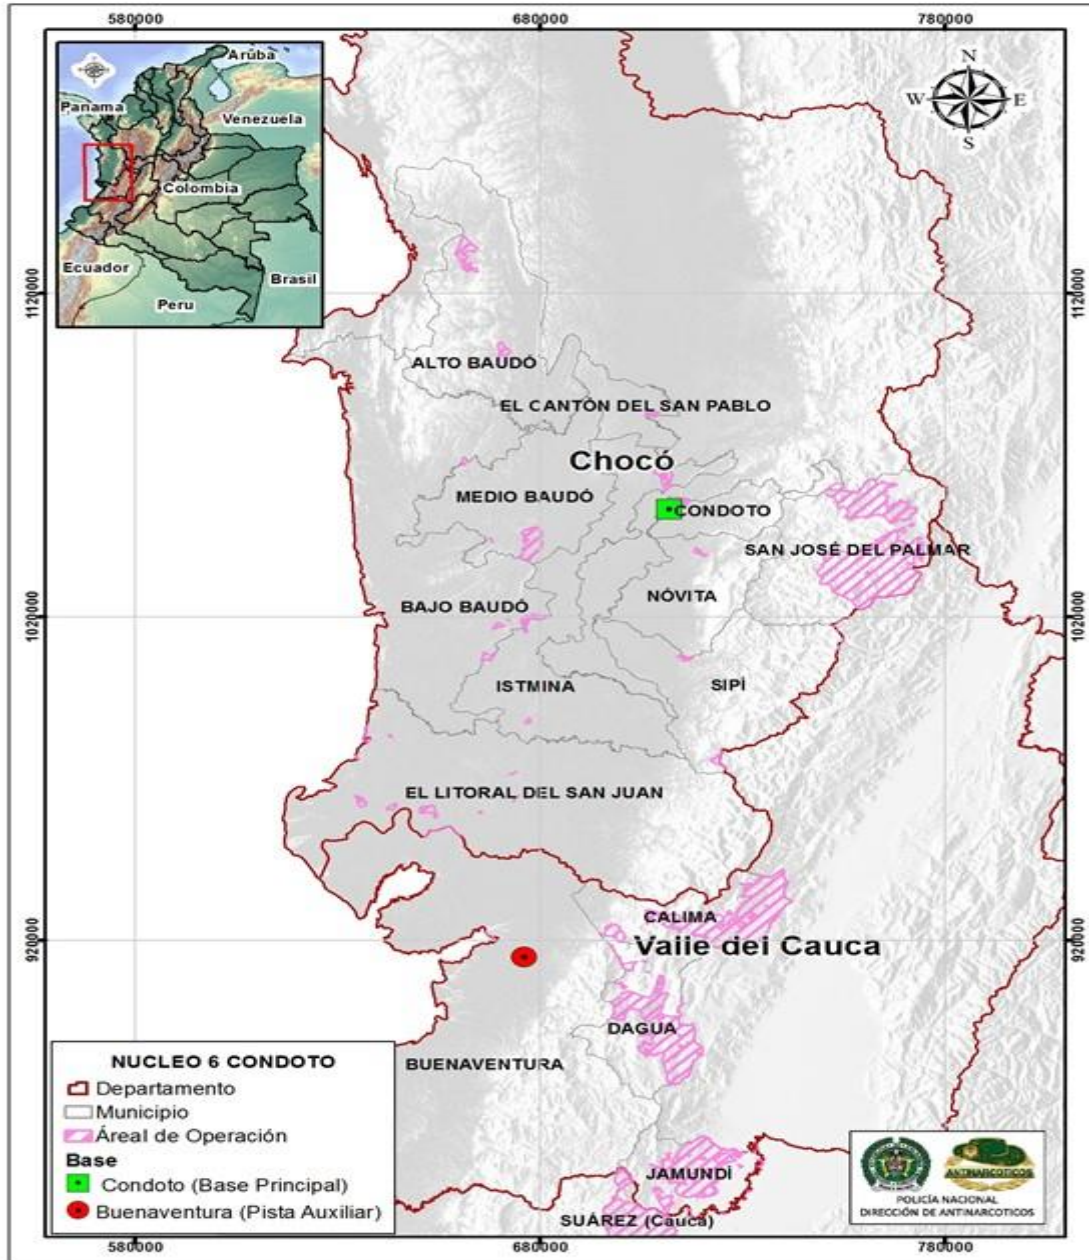 580000
680000
780000
Aruba
Panama
Venezuela
Colombia
Ecuador
Brasil
Peru
N
W
E
S
1120000
1120000
ALTO BAUDÓ
EL CANTÓN DEL SAN PABLO
Chocó
MEDIO BAUDÓ
CONDOTO
SAN JOSÉ DEL PALMAR
NÓVITA
BAJO BAUDÓ
1020000
1020000
ISTMINA
SIPÍ
EL LITORAL DEL SAN JUAN
CALIMA
Valle del Cauca
920000
920000
DAGUA
BUENAVENTURA
JAMUNDÍ
SUÁREZ (Cauca)
NUCLEO 6 CONDOTO
Departamento
Municipio
Áreal de Operación
Base
Condoto (Base Principal)
Buenaventura (Pista Auxiliar)
ANTINARCOTICOS
POLICÍA NACIONAL
DIRECCIÓN DE ANTINARCOTICOS
580000
680000
780000